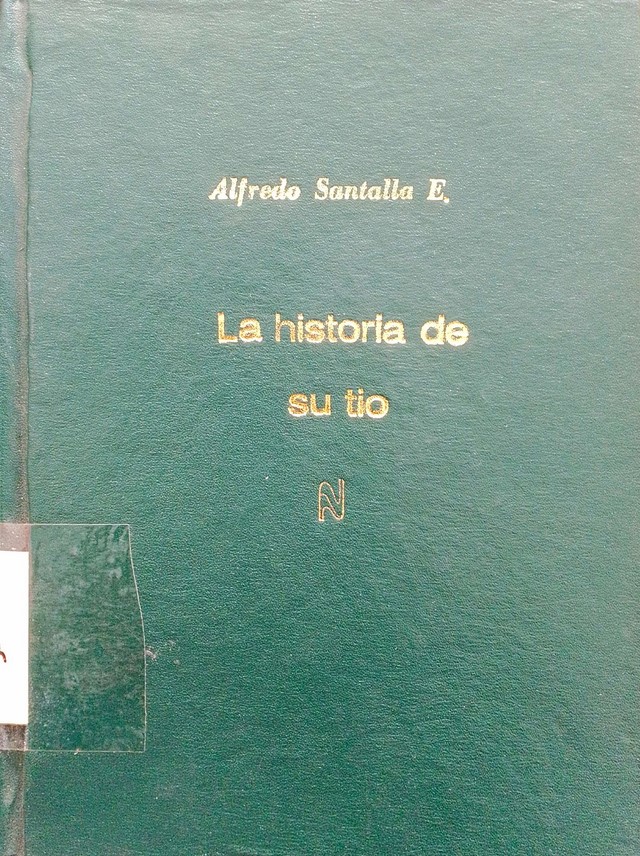 Alfredo Santalla E.
La historia de
su tio
N